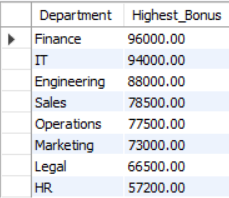 Department Highest_Bonus
Finance 96000.00
IT 94000.00
Engineering 88000.00
Sales 78500.00
Operations 77500.00
Marketing 73000.00
Legal 66500.00
HR 57200.00